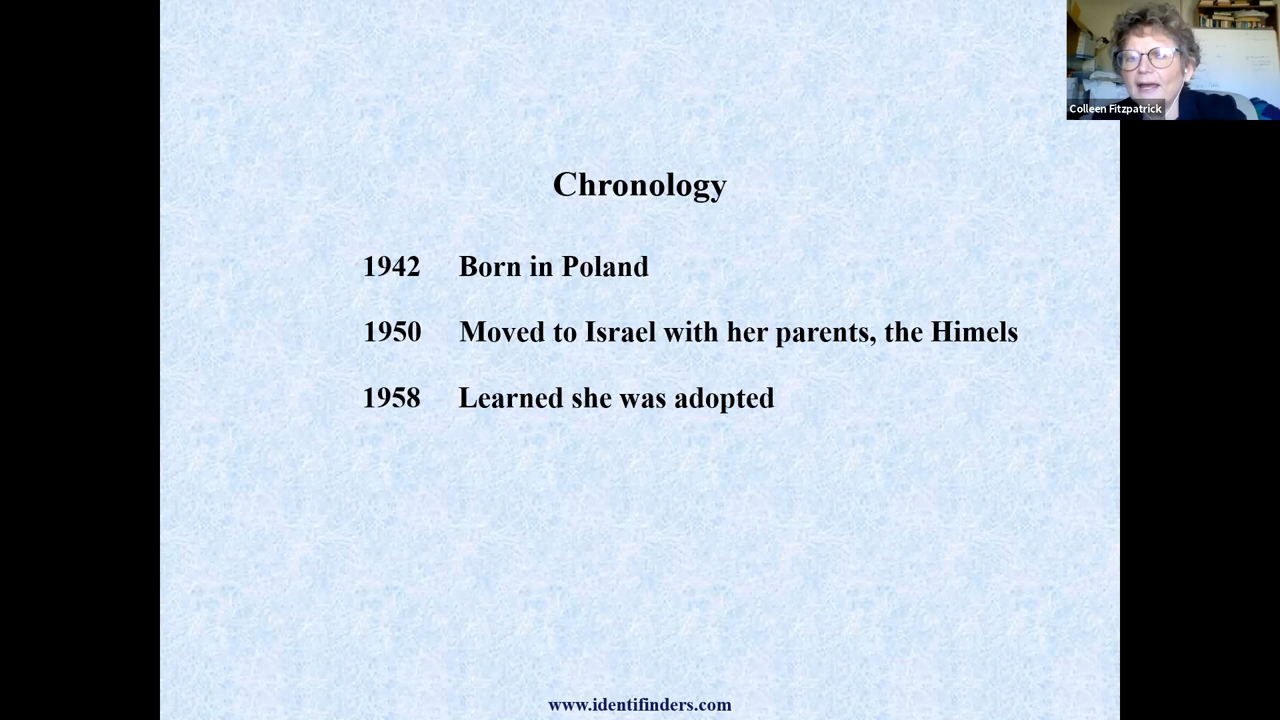 Colleen Fitzpatrick
Chronology
1942 Born in Poland
1950 Moved to Israel with her parents, the Himels
1958 Learned she was adopted
www.identifinders.com